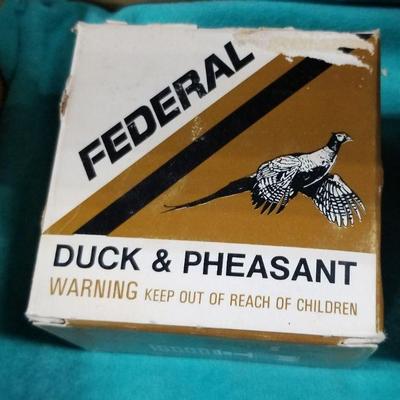 FEDERAL
DUCK & PHEASANT
WARNING KEEP OUT OF REACH OF CHILDREN